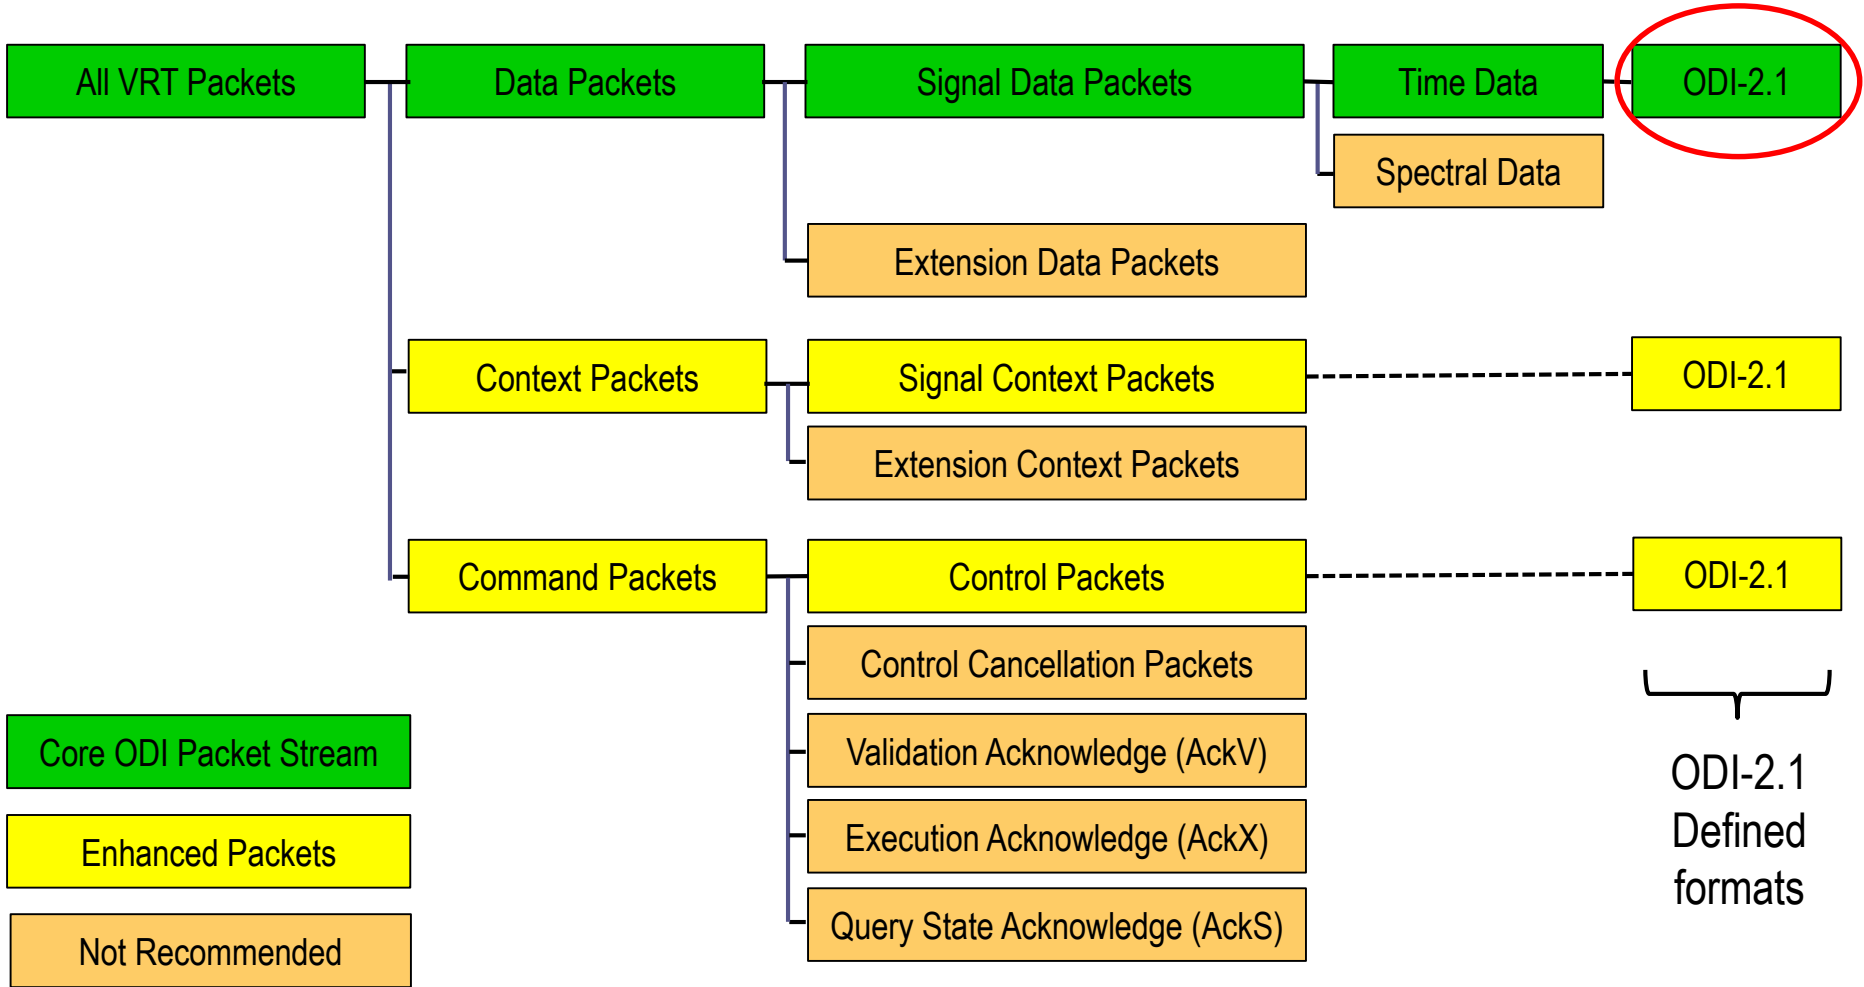 All VRT Packets
Data Packets
Signal Data Packets
Time Data
ODI-2.1
Spectral Data
Extension Data Packets
Context Packets
Signal Context Packets
ODI-2.1
Extension Context Packets
Command Packets
Control Packets
ODI-2.1
Control Cancellation Packets
Validation Acknowledge (AckV)
Execution Acknowledge (AckX)
Query State Acknowledge (AckS)
Core ODI Packet Stream
Enhanced Packets
Not Recommended
ODI-2.1
Defined
formats